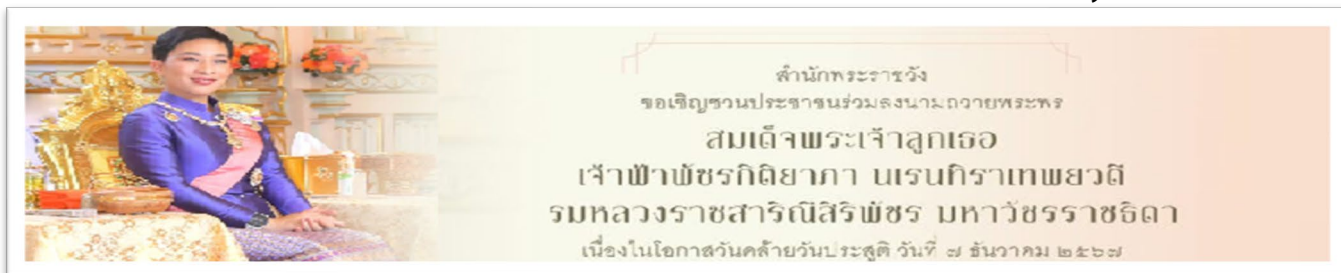 สำนักพระราชวัง
ขอเชิญชวนประชาชนร่วมลงนามถวายพระพร
สมเด็จพระเจ้าลูกเธอ
เจ้าฟ้าพัชรกิติยาภา นเรนทิราเทพยวดี
รมหลวงราชสาริณีสิริพัชร มหาวัชรราชธิดา
เนื่องในโอกาสวันคล้ายวันประสูติ วันที่ ๗ ธันวาคม ๒๕๖๗